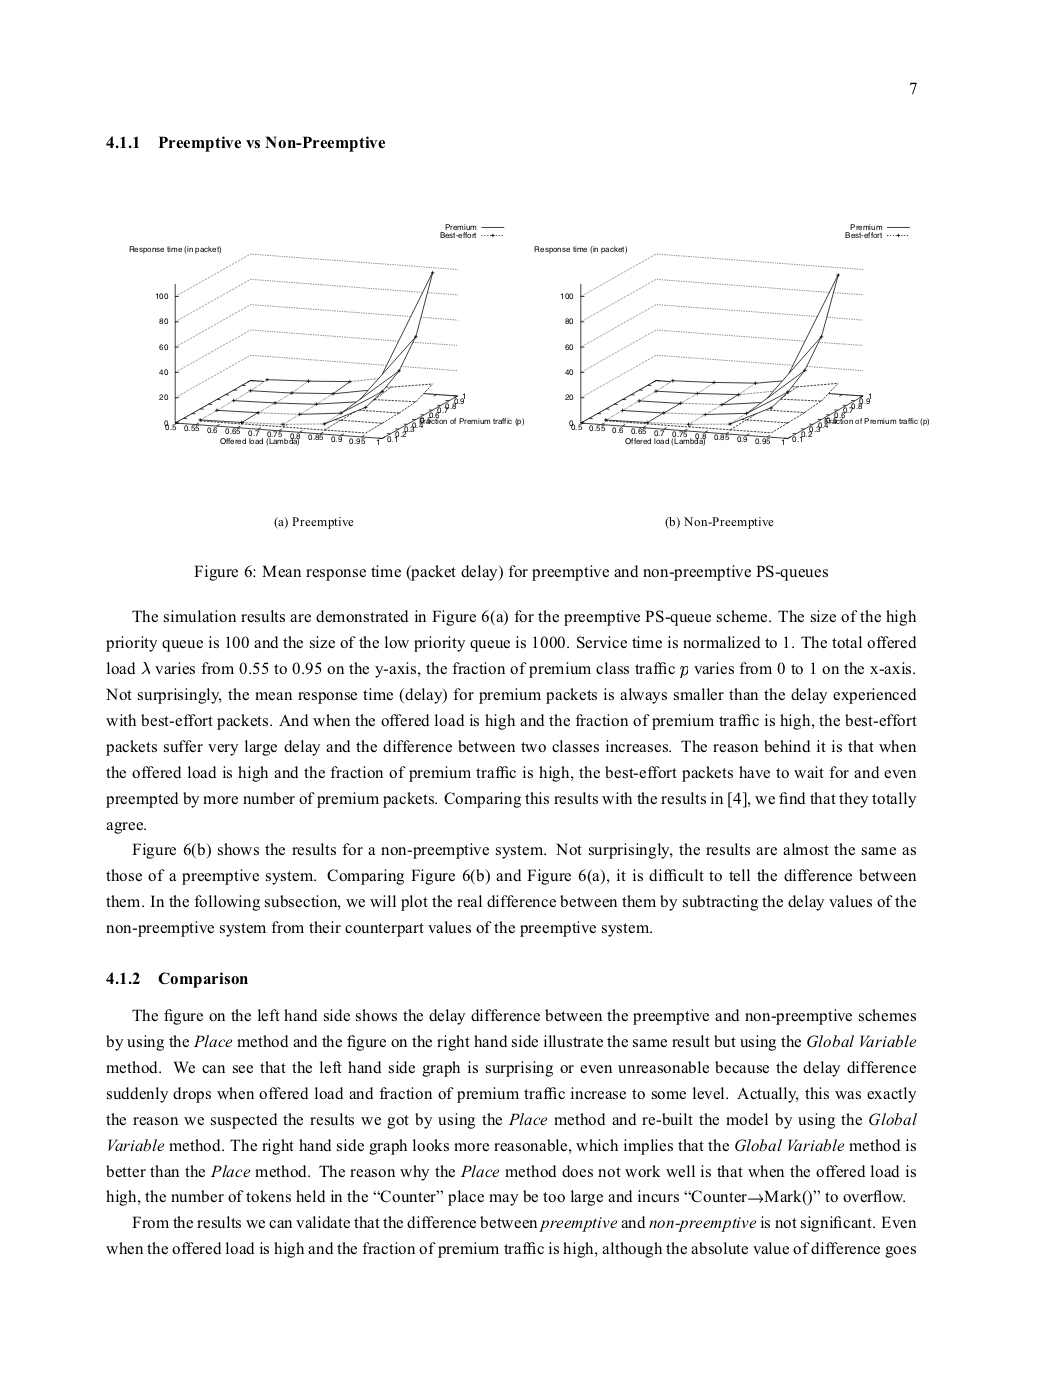 7
4.1.1 Preemptive vs Non-Preemptive
Premium
Best-effort
Response time (in packet)
100
80
60
40
20
0
0.5 0.55 0.6 0.65 0.7 0.75 0.8 0.85 0.9 0.95 1
Offered load (Lambda)
0.1 0.2 0.3 0.4 0.6 0.7 0.8 0.9 1
Fraction of Premium traffic (p)
Premium
Best-effort
Response time (in packet)
100
80
60
40
20
0
0.5 0.55 0.6 0.65 0.7 0.75 0.8 0.85 0.9 0.95 1
Offered load (Lambda)
0.1 0.2 0.3 0.4 0.6 0.7 0.8 0.9 1
Fraction of Premium traffic (p)
(a) Preemptive
(b) Non-Preemptive
Figure 6: Mean response time (packet delay) for preemptive and non-preemptive PS-queues
The simulation results are demonstrated in Figure 6(a) for the preemptive PS-queue scheme. The size of the high
priority queue is 100 and the size of the low priority queue is 1000. Service time is normalized to 1. The total offered
load λ varies from 0.55 to 0.95 on the y-axis, the fraction of premium class traffic p varies from 0 to 1 on the x-axis.
Not surprisingly, the mean response time (delay) for premium packets is always smaller than the delay experienced
with best-effort packets. And when the offered load is high and the fraction of premium traffic is high, the best-effort
packets suffer very large delay and the difference between two classes increases. The reason behind it is that when
the offered load is high and the fraction of premium traffic is high, the best-effort packets have to wait for and even
preempted by more number of premium packets. Comparing this results with the results in [4], we find that they totally
agree.
Figure 6(b) shows the results for a non-preemptive system. Not surprisingly, the results are almost the same as
those of a preemptive system. Comparing Figure 6(b) and Figure 6(a), it is difficult to tell the difference between
them. In the following subsection, we will plot the real difference between them by subtracting the delay values of the
non-preemptive system from their counterpart values of the preemptive system.
4.1.2 Comparison
The figure on the left hand side shows the delay difference between the preemptive and non-preemptive schemes
by using the Place method and the figure on the right hand side illustrate the same result but using the Global Variable
method. We can see that the left hand side graph is surprising or even unreasonable because the delay difference
suddenly drops when offered load and fraction of premium traffic increase to some level. Actually, this was exactly
the reason we suspected the results we got by using the Place method and re-built the model by using the Global
Variable method. The right hand side graph looks more reasonable, which implies that the Global Variable method is
better than the Place method. The reason why the Place method does not work well is that when the offered load is
high, the number of tokens held in the “Counter” place may be too large and incurs “Counter→Mark()” to overflow.
From the results we can validate that the difference between preemptive and non-preemptive is not significant. Even
when the offered load is high and the fraction of premium traffic is high, although the absolute value of difference goes